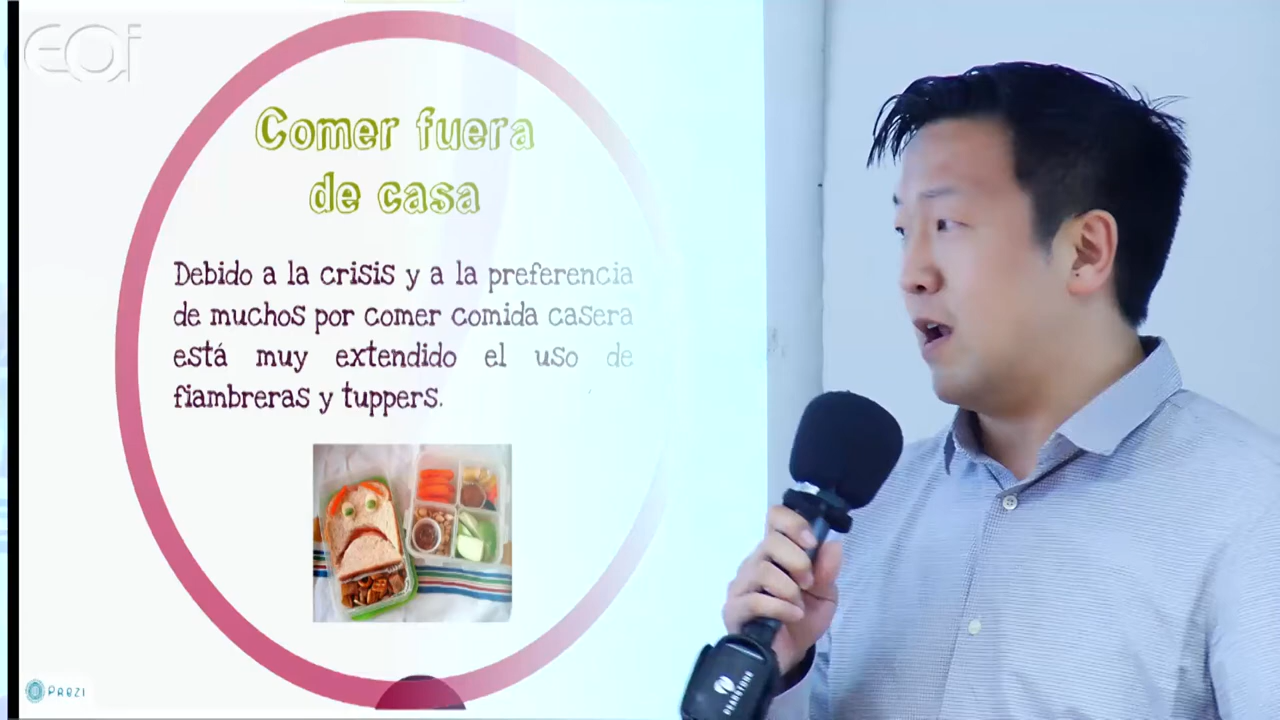 eoi
Comer fuera
de casa
Debido a la crisis y a la preferencia
de muchos por comer comida casera
está muy extendido el uso de
fiambreras y tuppers.
PREZI